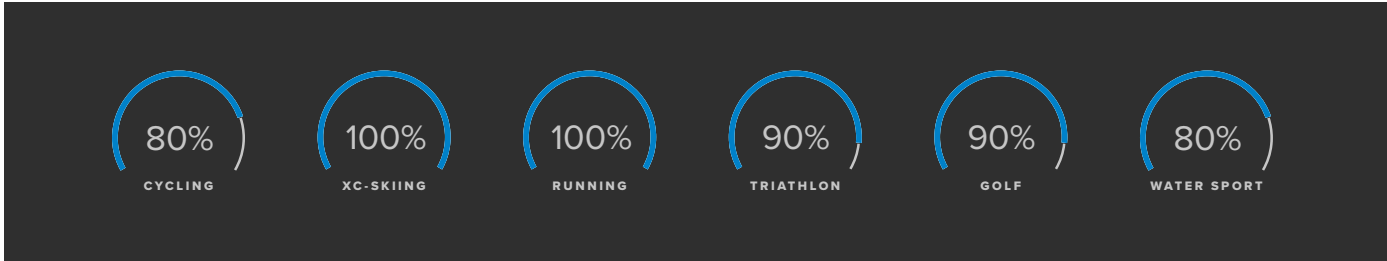 80%
CYCLING
100%
XC-SKIING
100%
RUNNING
90%
TRIATHLON
90%
GOLF
80%
WATER SPORT